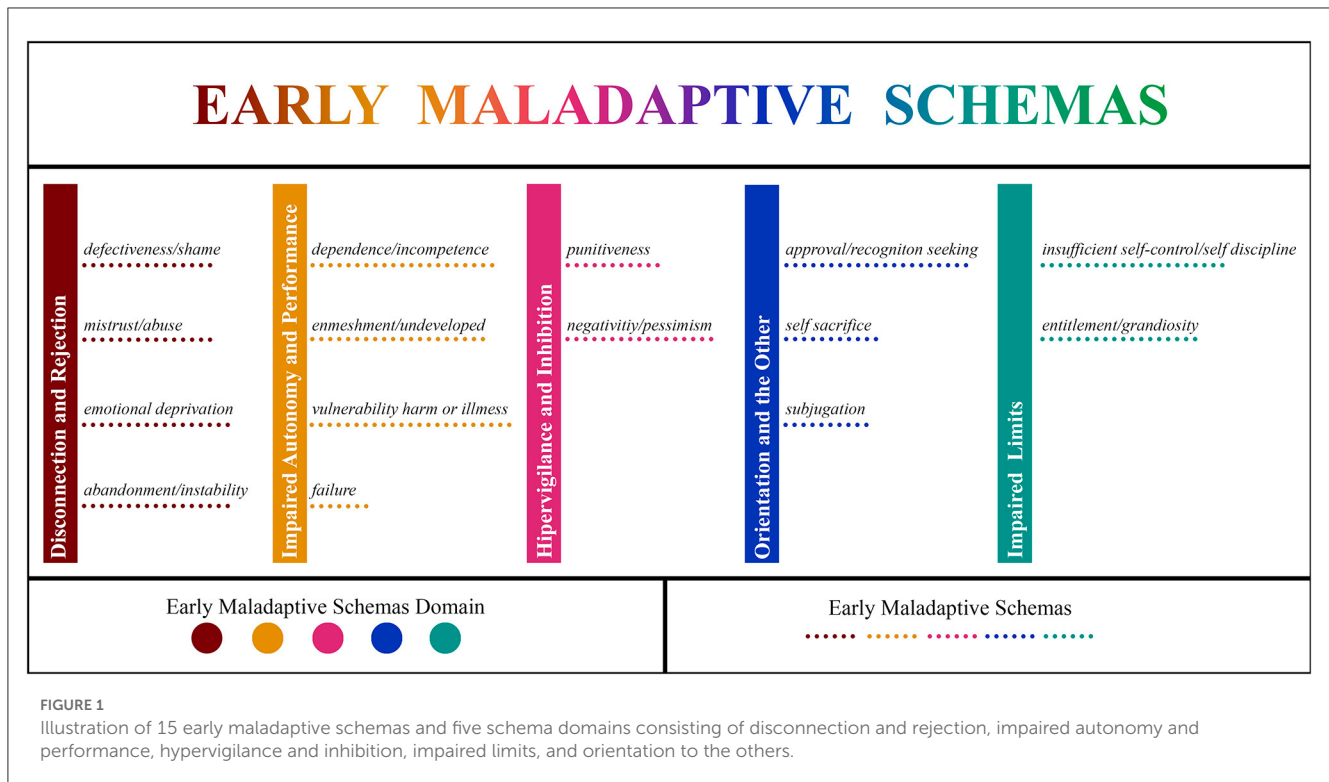 EARLY MALADAPTIVE SCHEMAS
Disconnection and Rejection
defectiveness/shame
mistrust/abuse
emotional deprivation
abandonment/instability
Impaired Autonomy and Performance
dependence/incompetence
enmeshment/undeveloped
vulnerability harm or illmess
failure
Hipervigilance and Inhibition
punitiveness
negativitiy/pessimism
Orientation and the Other
approval/recogniton seeking
self sacrifice
subjugation
Impaired Limits
insufficient self-control/self discipline
entitlement/grandiosity
Early Maladaptive Schemas Domain
Early Maladaptive Schemas
FIGURE 1
Illustration of 15 early maladaptive schemas and five schema domains consisting of disconnection and rejection, impaired autonomy and
performance, hypervigilance and inhibition, impaired limits, and orientation to the others.